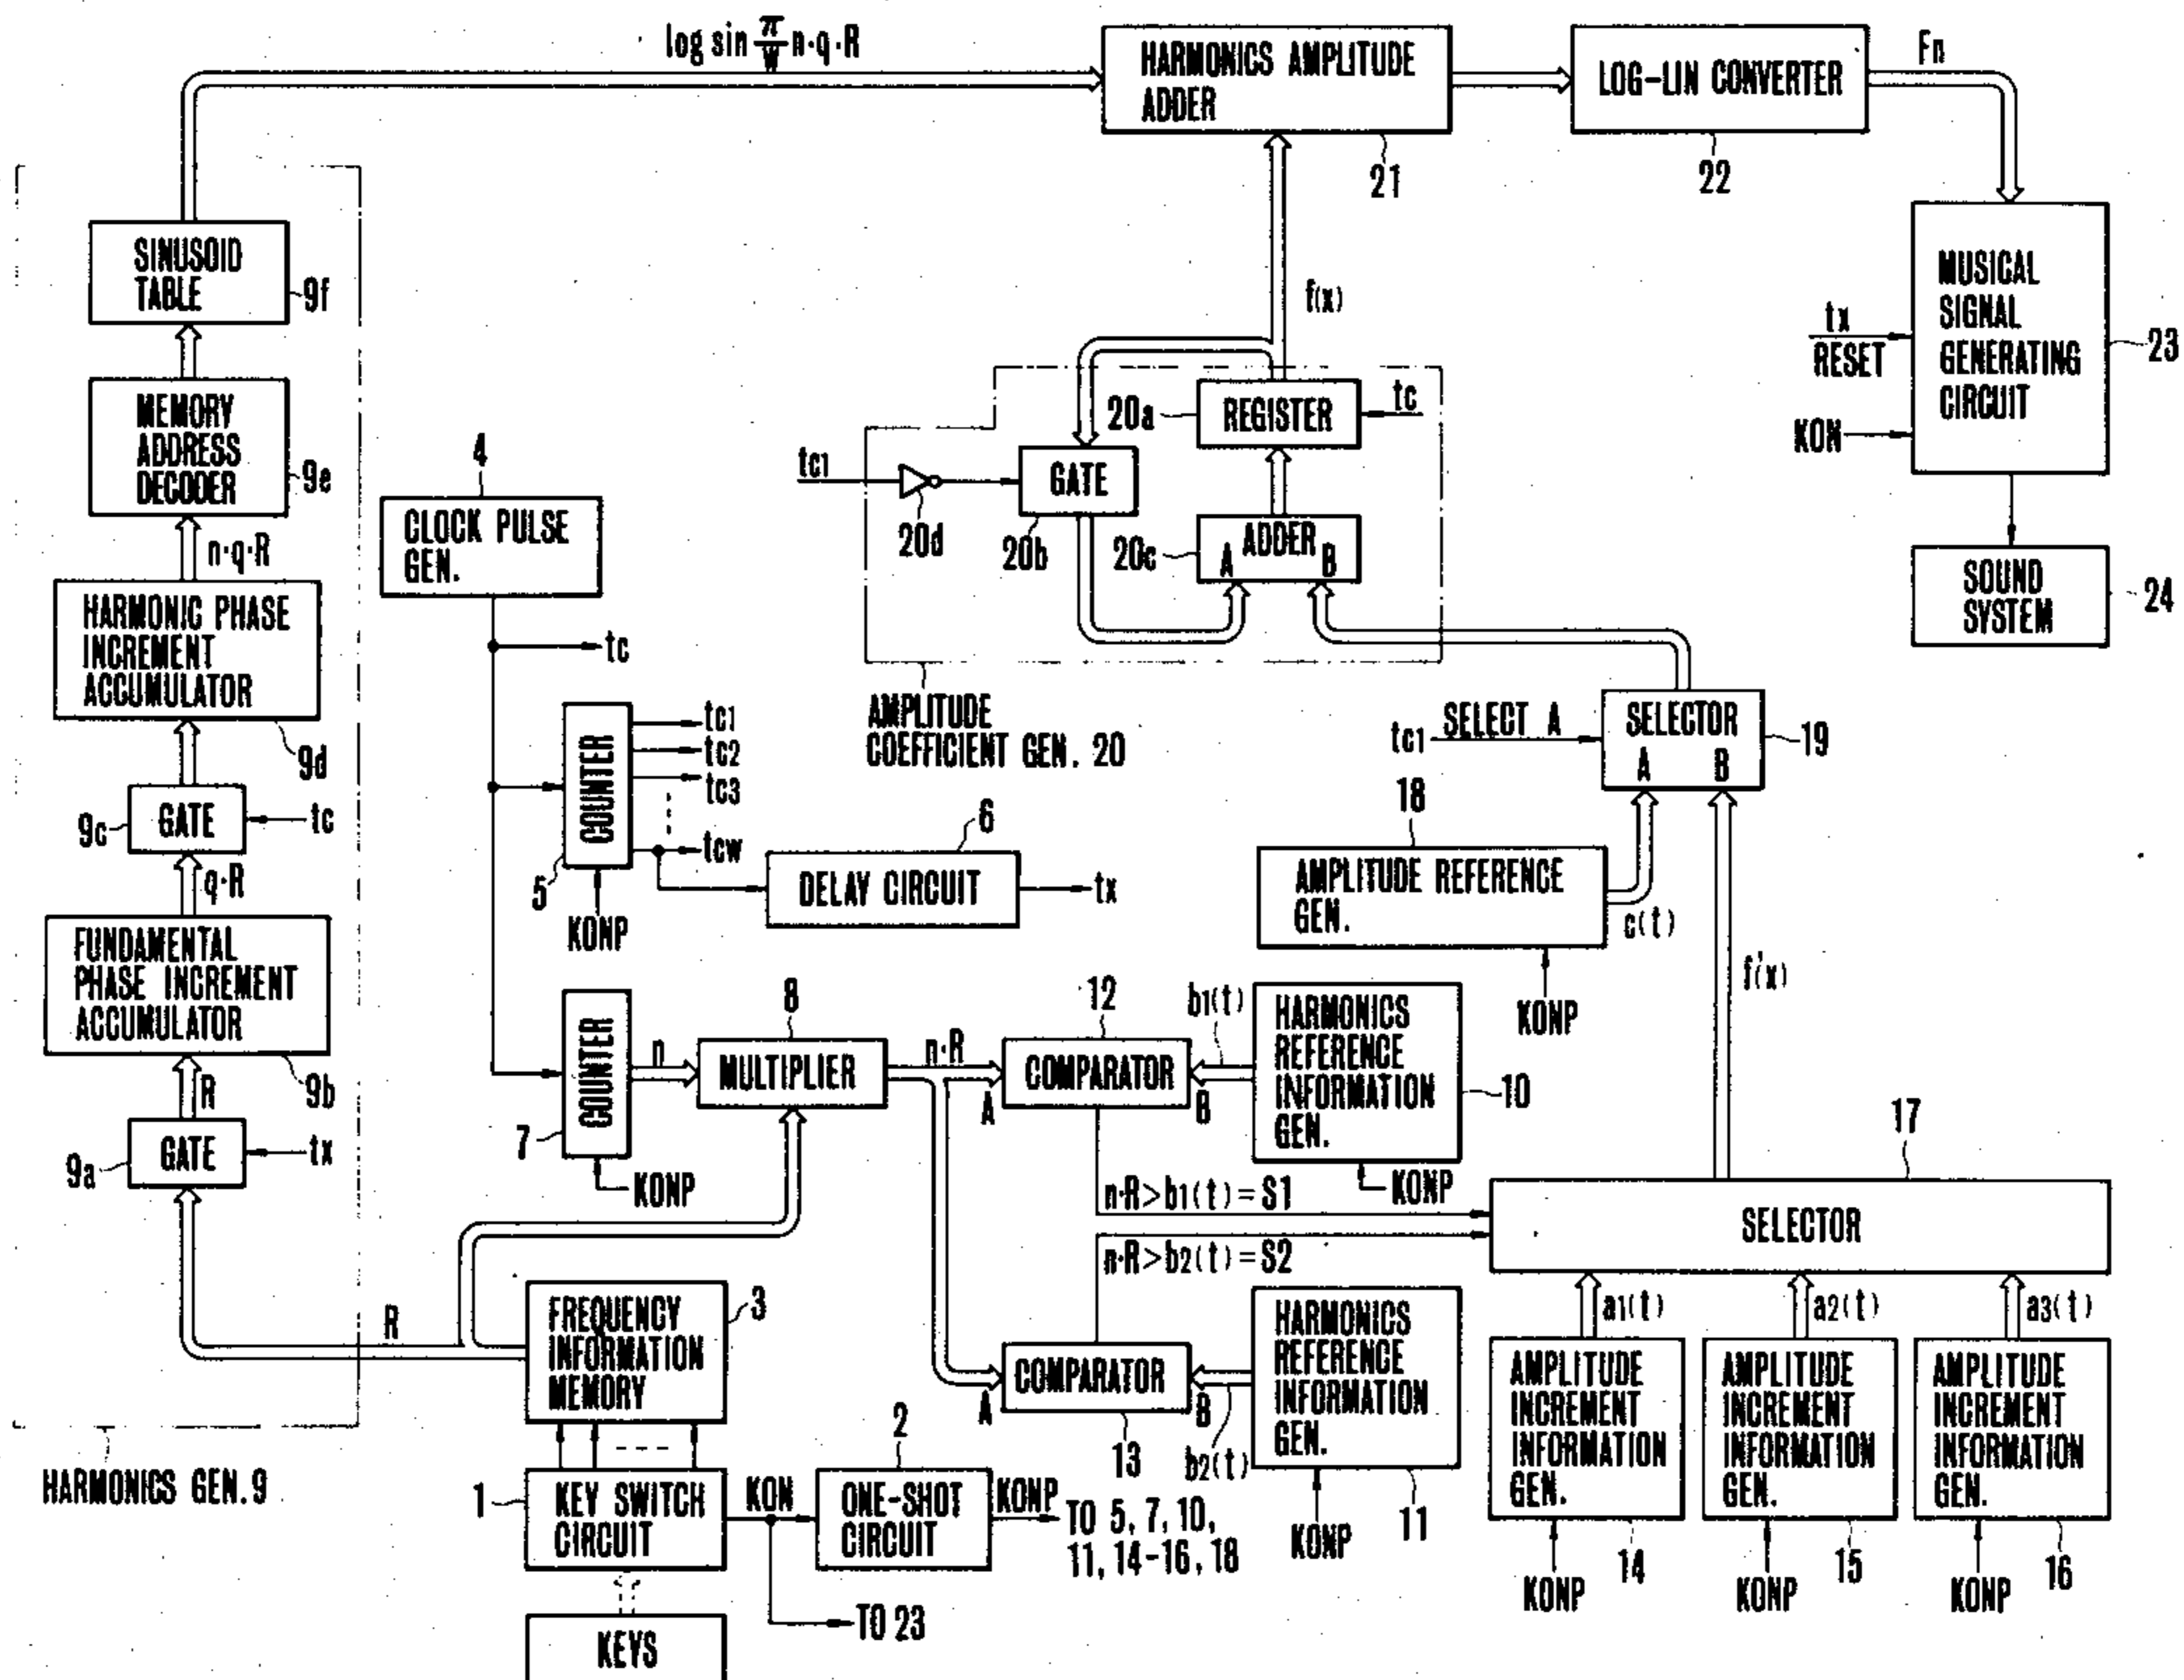 log sin π/W n·q·R
HARMONICS AMPLITUDE
ADDER
21
LOG-LIN CONVERTER
22
Fn
SINUSOID
TABLE
9f
MEMORY
ADDRESS
DECODER
9e
n·q·R
HARMONIC PHASE
INCREMENT
ACCUMULATOR
9d
GATE
9c
tc
q·R
FUNDAMENTAL
PHASE INCREMENT
ACCUMULATOR
9b
R
GATE
9a
tx
R
HARMONICS GEN. 9
4
CLOCK PULSE
GEN.
tc
COUNTER
5
tc1
tc2
tc3
tcw
KONP
6
DELAY CIRCUIT
tx
COUNTER
7
KONP
n
8
MULTIPLIER
n·R
FREQUENCY
INFORMATION
MEMORY
3
1
KEY SWITCH
CIRCUIT
KEYS
KON
2
ONE-SHOT
CIRCUIT
KONP
TO 5, 7, 10,
11, 14-16, 18
TO 23
f(x)
20a
REGISTER
tc
tc1
20d
GATE
20b
20c
ADDER
A
B
AMPLITUDE
COEFFICIENT GEN. 20
tx
RESET
KON
MUSICAL
SIGNAL
GENERATING
CIRCUIT
23
SOUND
SYSTEM
24
tc1
SELECT A
SELECTOR
A
B
19
18
AMPLITUDE REFERENCE
GEN.
c(t)
KONP
f'(x)
12
COMPARATOR
A
B
b1(t)
HARMONICS
REFERENCE
INFORMATION
GEN.
10
KONP
n·R>b1(t)=S1
n·R>b2(t)=S2
17
SELECTOR
COMPARATOR
A
B
13
b2(t)
HARMONICS
REFERENCE
INFORMATION
GEN.
11
KONP
a1(t)
a2(t)
a3(t)
AMPLITUDE
INCREMENT
INFORMATION
GEN.
14
KONP
AMPLITUDE
INCREMENT
INFORMATION
GEN.
15
KONP
AMPLITUDE
INCREMENT
INFORMATION
GEN.
16
KONP